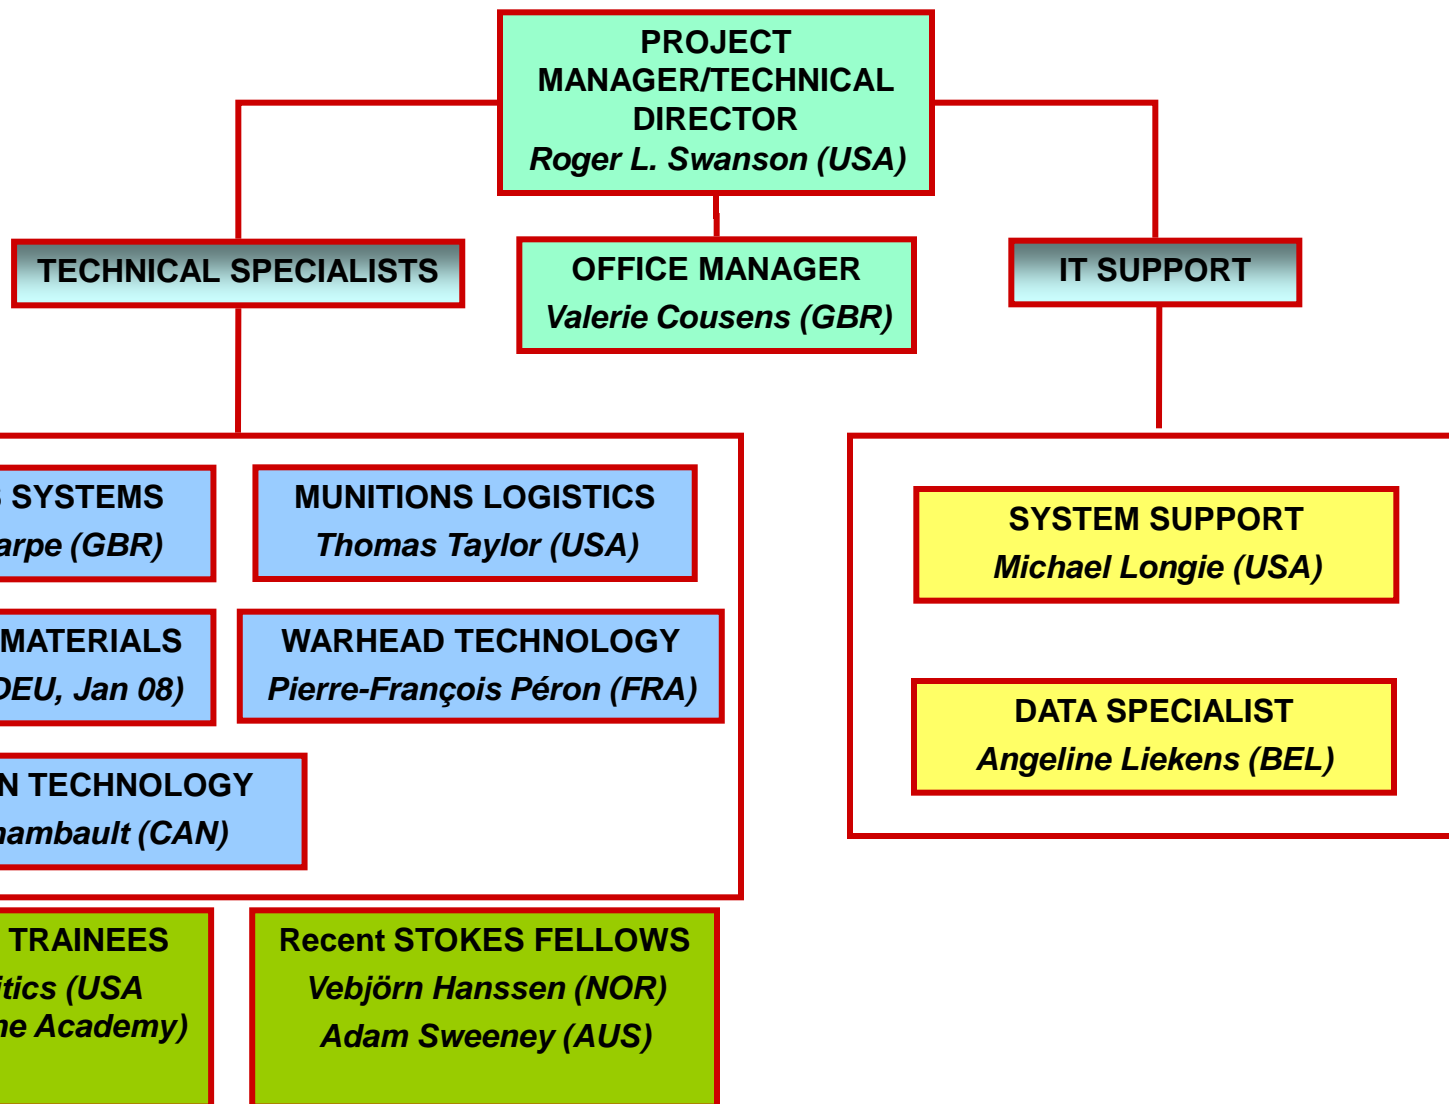 PROJECT
MANAGER/TECHNICAL
DIRECTOR
Roger L. Swanson (USA)
TECHNICAL SPECIALISTS
OFFICE MANAGER
Valerie Cousens (GBR)
IT SUPPORT
SYSTEMS
(GBR)
MUNITIONS LOGISTICS
Thomas Taylor (USA)
MATERIALS
DEU, Jan 08)
WARHEAD TECHNOLOGY
Pierre-François Péron (FRA)
TECHNOLOGY
(CAN)
SYSTEM SUPPORT
Michael Longie (USA)
DATA SPECIALIST
Angeline Liekens (BEL)
TRAINEES
(USA
Academy)
Recent STOKES FELLOWS
Vebjörn Hanssen (NOR)
Adam Sweeney (AUS)